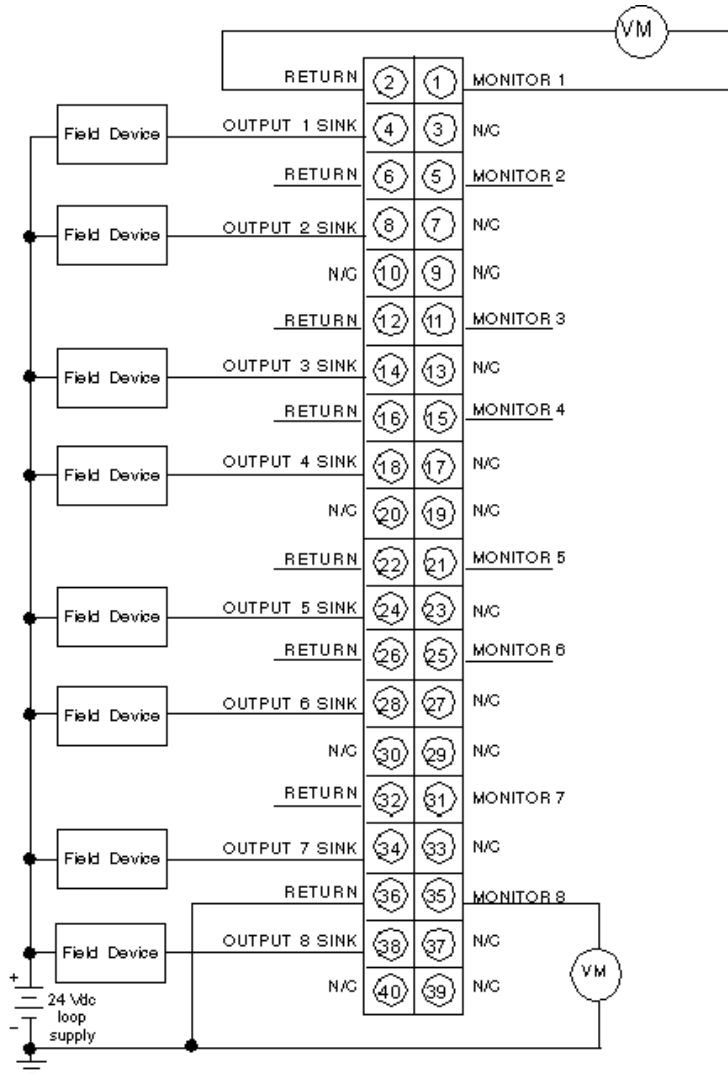 VM
RETURN 2 1 MONITOR 1
Field Device OUTPUT 1 SINK 4 3 N/C
RETURN 6 5 MONITOR 2
Field Device OUTPUT 2 SINK 8 7 N/C
N/C 10 9 N/C
RETURN 12 11 MONITOR 3
Field Device OUTPUT 3 SINK 14 13 N/C
RETURN 16 15 MONITOR 4
Field Device OUTPUT 4 SINK 18 17 N/C
N/C 20 19 N/C
RETURN 22 21 MONITOR 5
Field Device OUTPUT 5 SINK 24 23 N/C
RETURN 26 25 MONITOR 6
Field Device OUTPUT 6 SINK 28 27 N/C
N/C 30 29 N/C
RETURN 32 31 MONITOR 7
Field Device OUTPUT 7 SINK 34 33 N/C
RETURN 36 35 MONITOR 8
Field Device OUTPUT 8 SINK 38 37 N/C
VM
N/C 40 39 N/C
+
24 Vdc
loop
supply
-